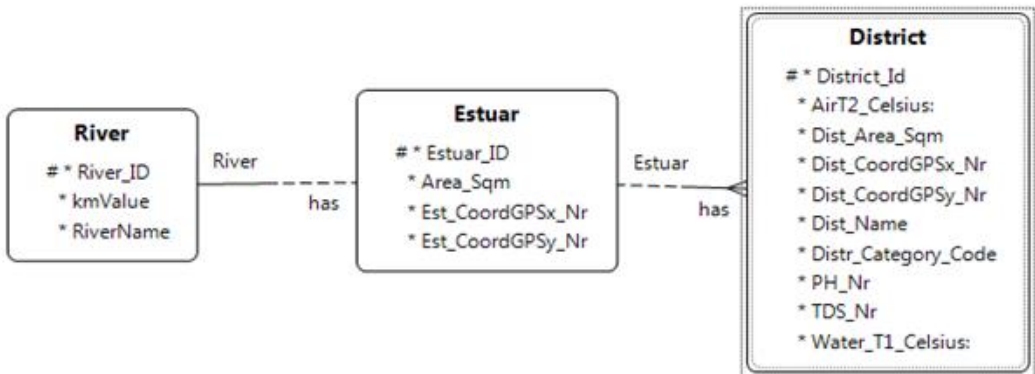 River
# * River_ID
* kmValue
* RiverName
River
has
Estuar
# * Estuar_ID
* Area_Sqm
* Est_CoordGPSx_Nr
* Est_CoordGPSy_Nr
Estuar
has
District
# * District_Id
* AirT2_Celsius:
* Dist_Area_Sqm
* Dist_CoordGPSx_Nr
* Dist_CoordGPSy_Nr
* Dist_Name
* Distr_Category_Code
* PH_Nr
* TDS_Nr
* Water_T1_Celsius: